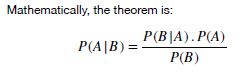 Mathematically, the theorem is:
P(A|B) = P(B|A).P(A) / P(B)